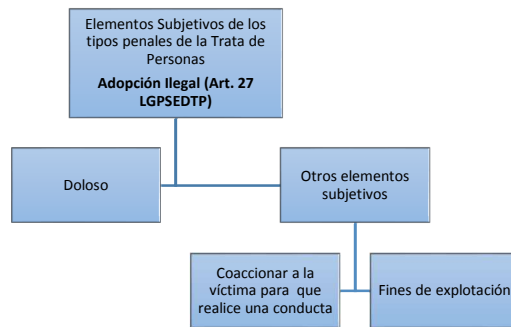 Elementos Subjetivos de los
tipos penales de la Trata de
Personas
Adopción Ilegal (Art. 27
LGPSEDTP)
Doloso
Otros elementos
subjetivos
Coaccionar a la
víctima para que
realice una conducta
Fines de explotación